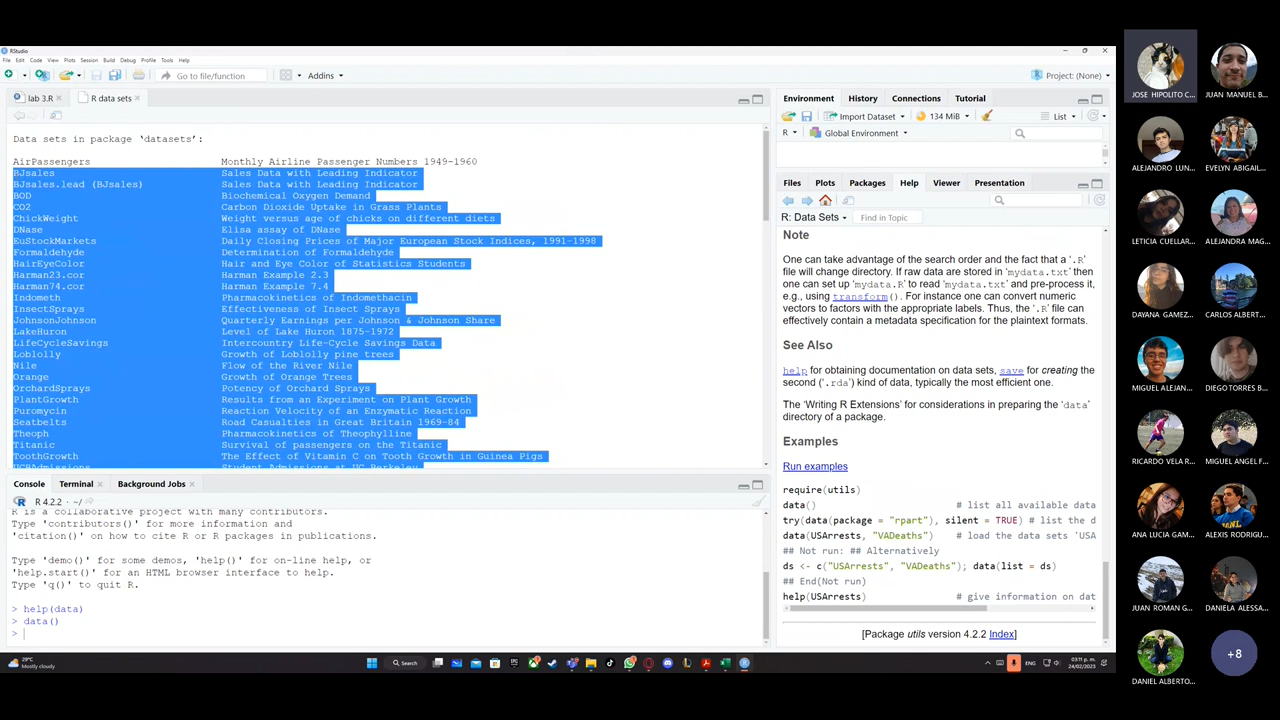 RStudio
File Edit Code View Plots Session Build Debug Profile Tools Help
Go to file/function
Addins
Project: (None)
lab 3.R
R data sets
Data sets in package ‘datasets’:
AirPassengers Monthly Airline Passenger Numbers 1949-1960
BJsales Sales Data with Leading Indicator
BJsales.lead (BJsales) Sales Data with Leading Indicator
BOD Biochemical Oxygen Demand
CO2 Carbon Dioxide Uptake in Grass Plants
ChickWeight Weight versus age of chicks on different diets
DNase Elisa assay of DNase
EuStockMarkets Daily Closing Prices of Major European Stock Indices, 1991-1998
Formaldehyde Determination of Formaldehyde
HairEyeColor Hair and Eye Color of Statistics Students
Harman23.cor Harman Example 2.3
Harman74.cor Harman Example 7.4
Indometh Pharmacokinetics of Indomethacin
InsectSprays Effectiveness of Insect Sprays
JohnsonJohnson Quarterly Earnings per Johnson & Johnson Share
LakeHuron Level of Lake Huron 1875-1972
LifeCycleSavings Intercountry Life-Cycle Savings Data
Loblolly Growth of Loblolly pine trees
Nile Flow of the River Nile
Orange Growth of Orange Trees
OrchardSprays Potency of Orchard Sprays
PlantGrowth Results from an Experiment on Plant Growth
Puromycin Reaction Velocity of an Enzymatic Reaction
Seatbelts Road Casualties in Great Britain 1969-84
Theoph Pharmacokinetics of Theophylline
Titanic Survival of passengers on the Titanic
ToothGrowth The Effect of Vitamin C on Tooth Growth in Guinea Pigs
UCBAdmissions Student Admissions at UC Berkeley
Console Terminal Background Jobs
R 4.2.2 · ~/
R is a collaborative project with many contributors.
Type 'contributors()' for more information and
'citation()' on how to cite R or R packages in publications.
Type 'demo()' for some demos, 'help()' for on-line help, or
'help.start()' for an HTML browser interface to help.
Type 'q()' to quit R.
> help(data)
> data()
>
Environment History Connections Tutorial
Import Dataset 134 MiB List
R Global Environment
Files Plots Packages Help Viewer Presentation
R: Data Sets Find in Topic
Note
One can take advantage of the search order and the fact that a ‘.R’
file will change directory. If raw data are stored in ‘mydata.txt’ then
one can set up ‘mydata.R’ to read ‘mydata.txt’ and pre-process it,
e.g., using transform(). For instance one can convert numeric
vectors to factors with the appropriate labels. Thus, the ‘.R’ file can
effectively contain a metadata specification for the plaintext formats.
See Also
help for obtaining documentation on data sets, save for creating the
second (‘.rda’) kind of data, typically the most efficient one.
The ‘Writing R Extensions’ for considerations in preparing the ‘data’
directory of a package.
Examples
Run examples
require(utils)
data() # list all available data
try(data(package = "rpart"), silent = TRUE) # list the d
data(USArrests, "VADeaths") # load the data sets 'USA
## Not run: ## Alternatively
ds <- c("USArrests", "VADeaths"); data(list = ds)
## End(Not run)
help(USArrests) # give information on dat
[Package utils version 4.2.2 Index]
29°C
Mostly cloudy
Search
ENG
03:11 p. m.
24/02/2023
JOSE HIPOLITO C... JUAN MANUEL B...
ALEJANDRO LUN... EVELYN ABIGAIL...
LETICIA CUELLAR... ALEJANDRA MAG...
DAYANA GAMEZ... CARLOS ALBERT...
MIGUEL ALEJAN... DIEGO TORRES B...
RICARDO VELA R... MIGUEL ANGEL F...
ANA LUCIA GAM... ALEXIS RODRIGU...
JUAN ROMAN G... DANIELA ALESSA...
DANIEL ALBERTO... +8